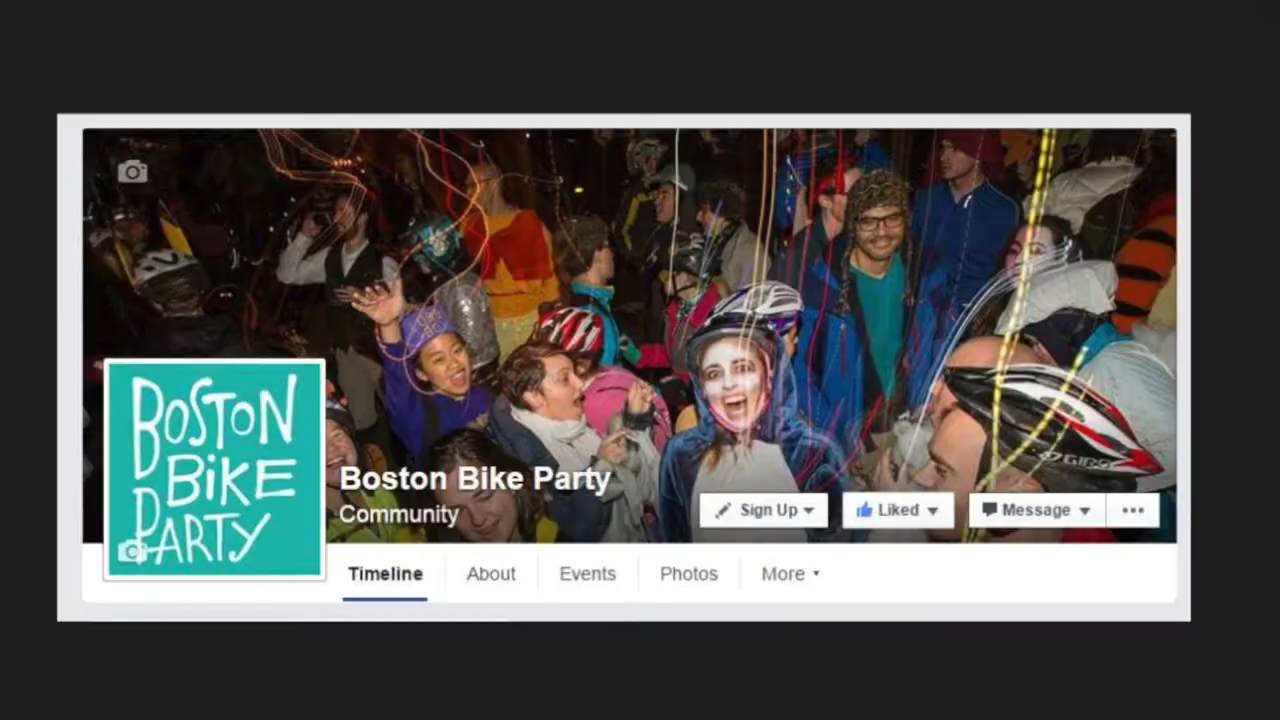 BOSTON
BIKE
PARTY
Boston Bike Party
Community
Sign Up
Liked
Message
Timeline
About
Events
Photos
More
GIRO